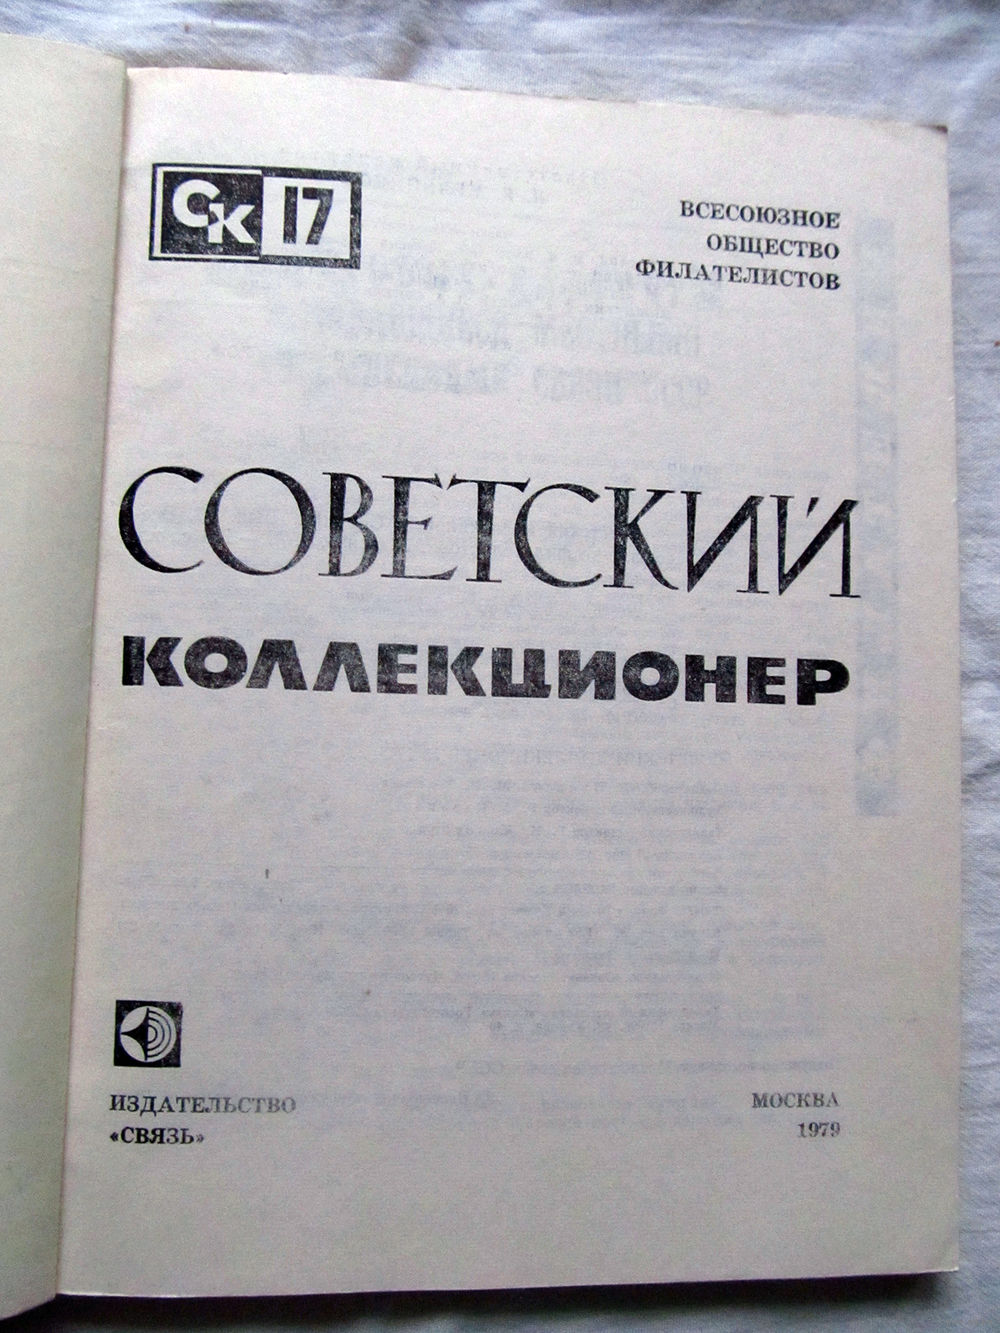 СК 17
ВСЕСОЮЗНОЕ
ОБЩЕСТВО
ФИЛАТЕЛИСТОВ
СОВЕТСКИЙ
КОЛЛЕКЦИОНЕР
ИЗДАТЕЛЬСТВО
«СВЯЗЬ»
МОСКВА
1979